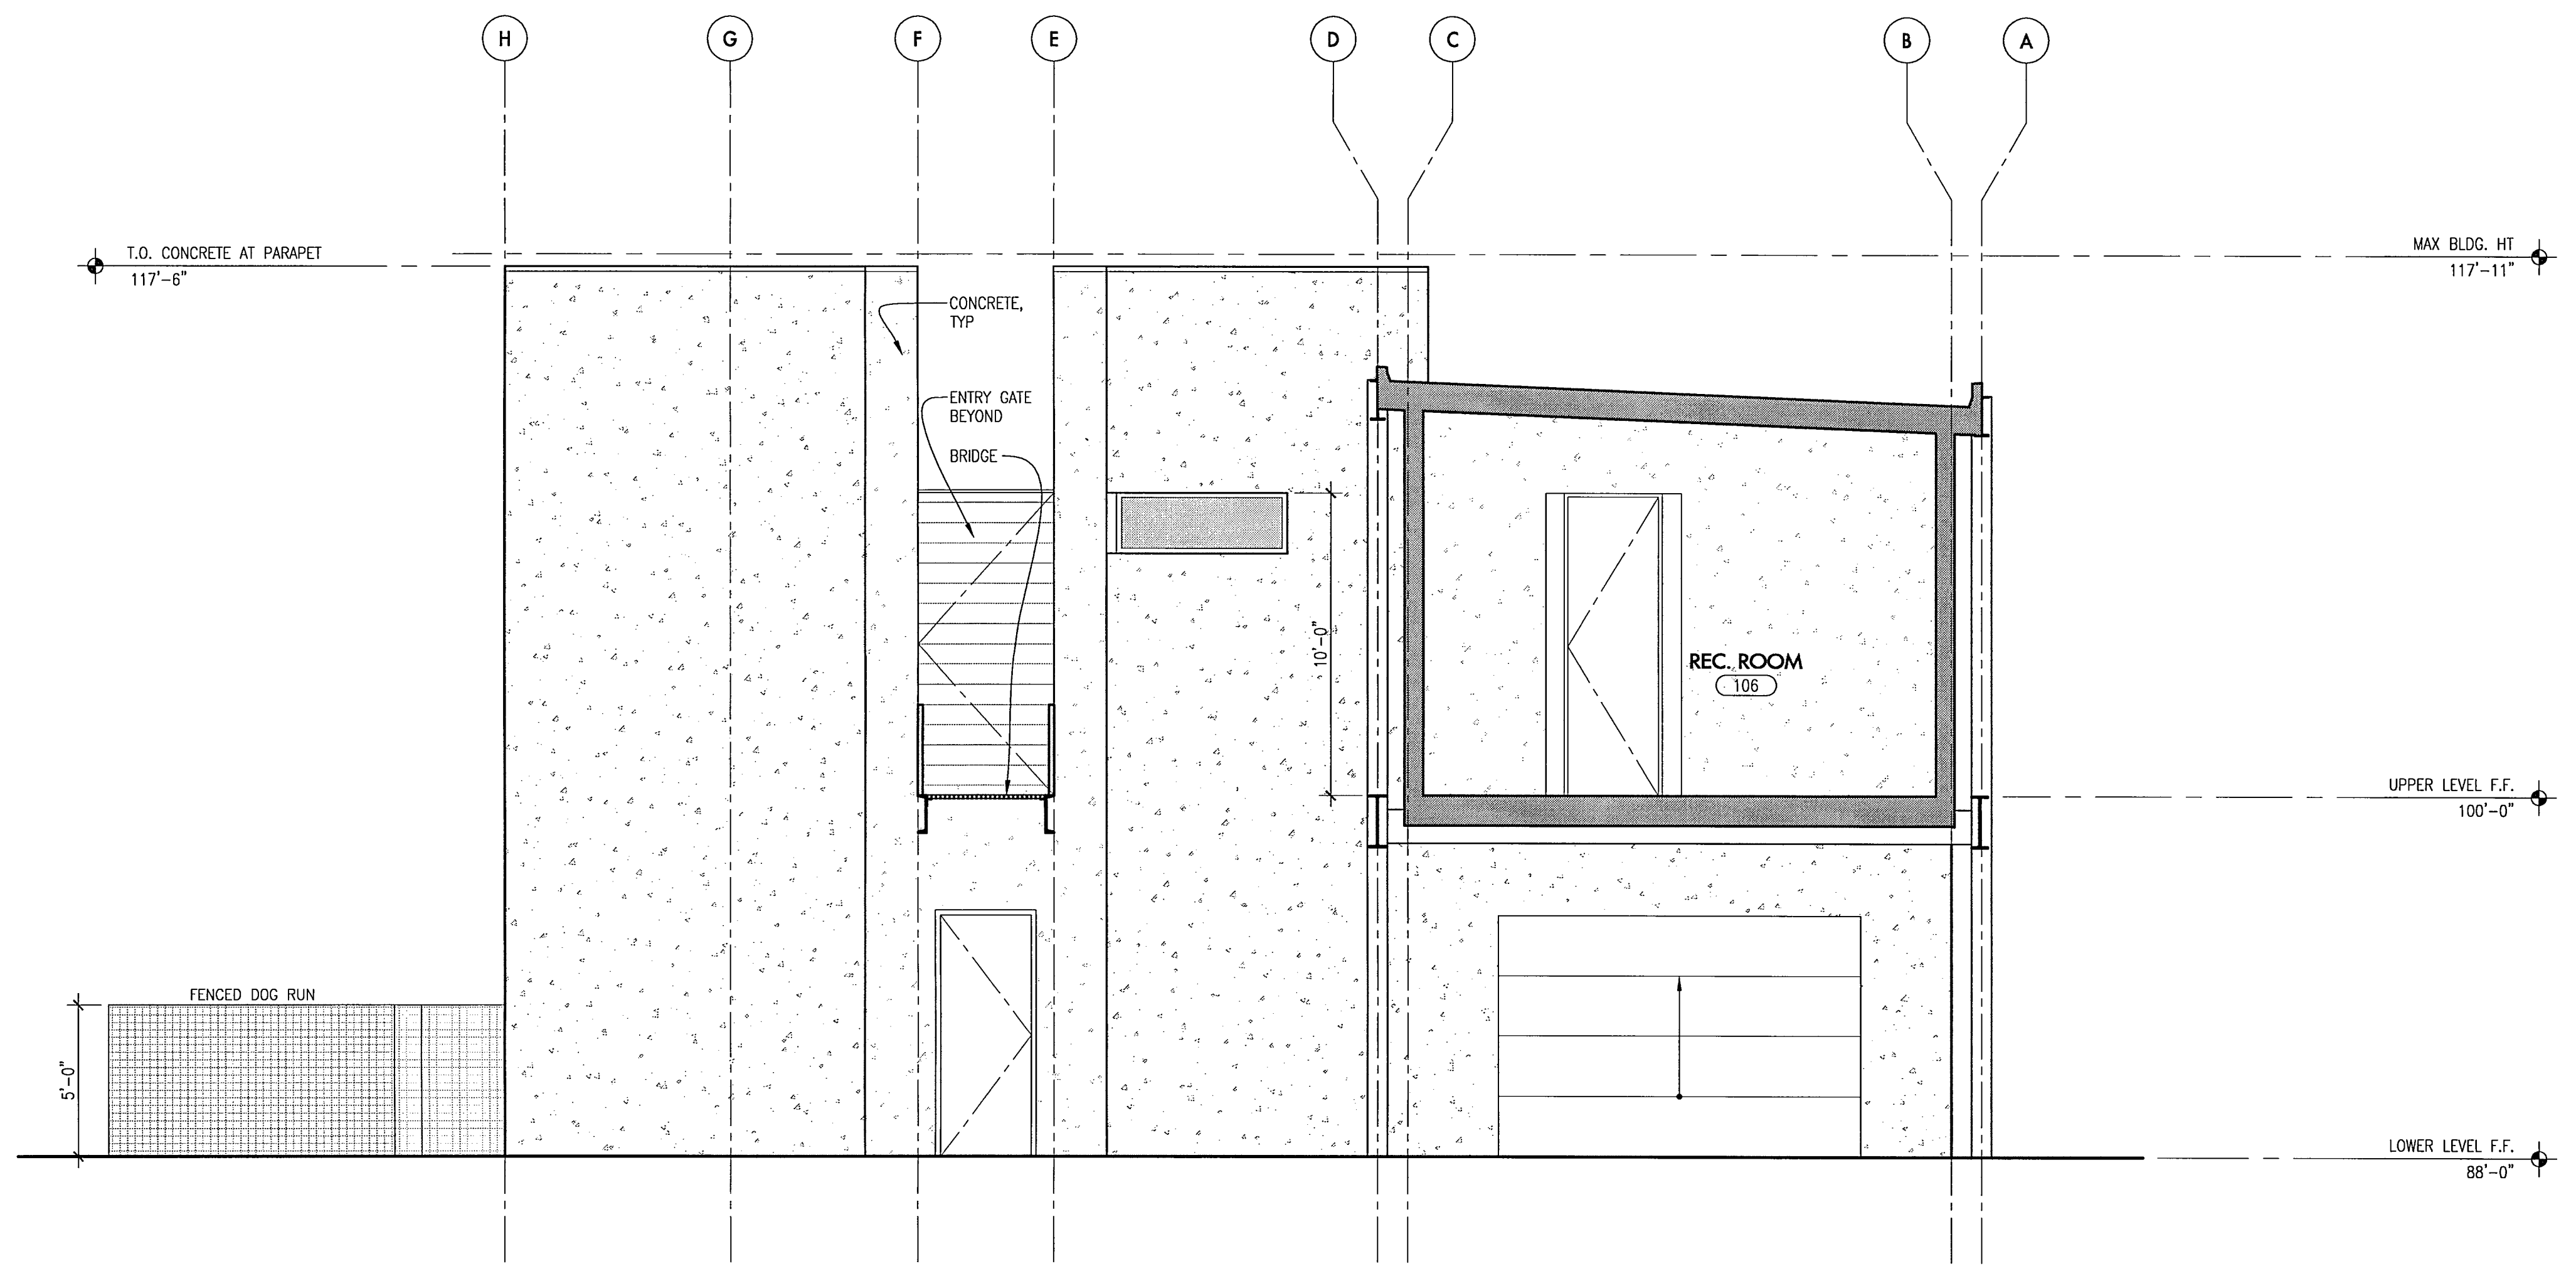 H
G
F
E
D
C
B
A
T.O. CONCRETE AT PARAPET
117'-6"
MAX BLDG. HT
117'-11"
CONCRETE,
TYP
ENTRY GATE
BEYOND
BRIDGE
10'-0"
REC. ROOM
106
UPPER LEVEL F.F.
100'-0"
FENCED DOG RUN
5'-0"
LOWER LEVEL F.F.
88'-0"